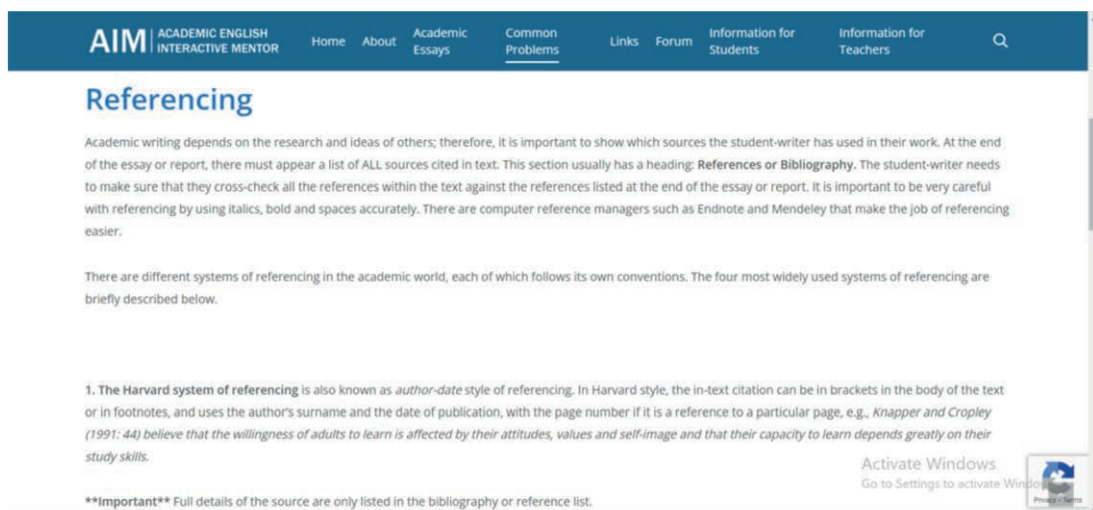 AIM ACADEMIC ENGLISH
INTERACTIVE MENTOR
Home About Academic Essays Common Problems Links Forum Information for Students Information for Teachers
Referencing
Academic writing depends on the research and ideas of others; therefore, it is important to show which sources the student-writer has used in their work. At the end
of the essay or report, there must appear a list of ALL sources cited in text. This section usually has a heading: References or Bibliography. The student-writer needs
to make sure that they cross-check all the references within the text against the references listed at the end of the essay or report. It is important to be very careful
with referencing by using italics, bold and spaces accurately. There are computer reference managers such as Endnote and Mendeley that make the job of referencing
easier.
There are different systems of referencing in the academic world, each of which follows its own conventions. The four most widely used systems of referencing are
briefly described below.
1. The Harvard system of referencing is also known as author-date style of referencing. In Harvard style, the in-text citation can be in brackets in the body of the text
or in footnotes, and uses the author's surname and the date of publication, with the page number if it is a reference to a particular page, e.g., Knapper and Cropley
(1991: 44) believe that the willingness of adults to learn is affected by their attitudes, values and self-image and that their capacity to learn depends greatly on their
study skills.
Activate Windows
Go to Settings to activate Windo
Privacy - Terms
**Important** Full details of the source are only listed in the bibliography or reference list.